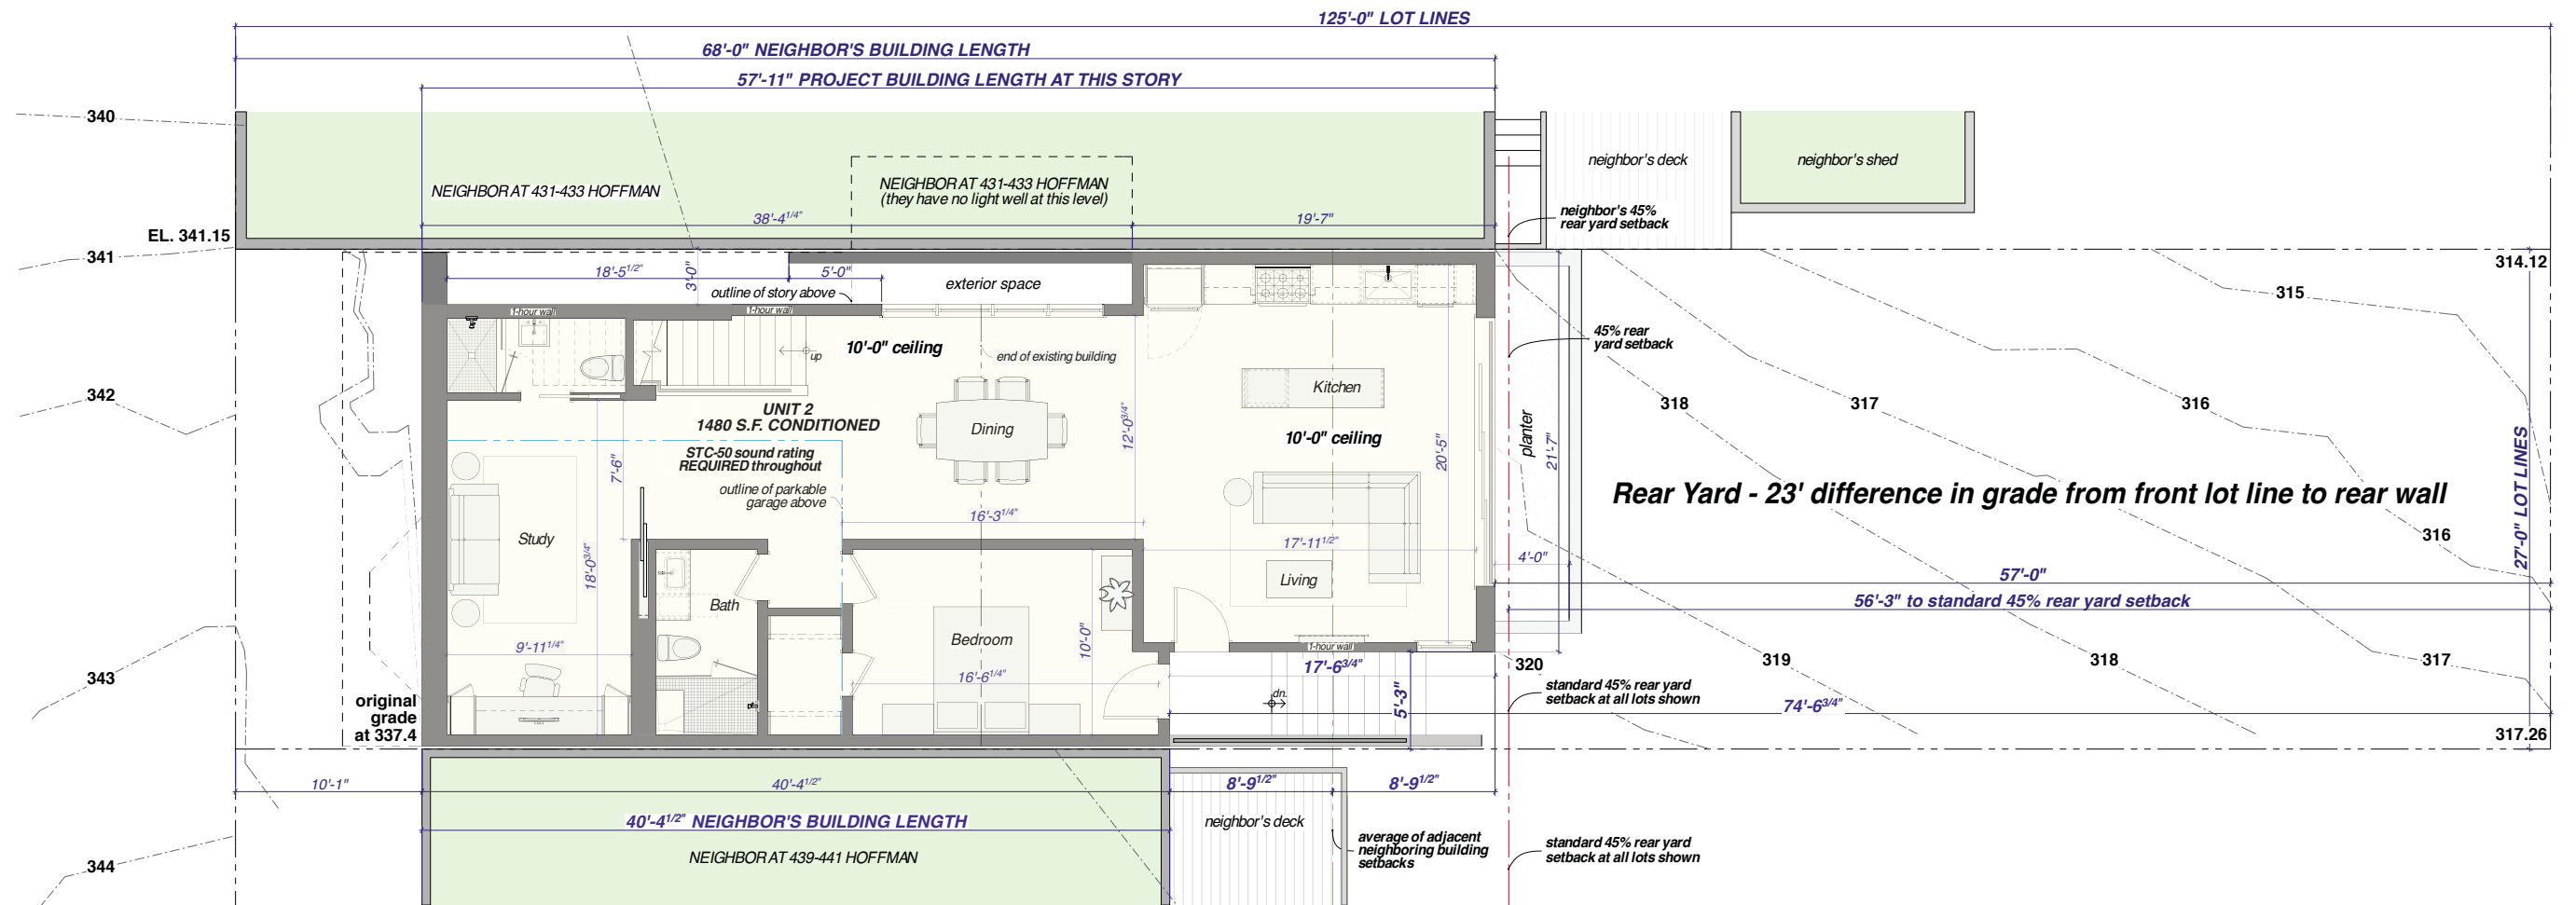 125'-0" LOT LINES
68'-0" NEIGHBOR'S BUILDING LENGTH
57'-11" PROJECT BUILDING LENGTH AT THIS STORY
340
neighbor's deck
neighbor's shed
NEIGHBOR AT 431-433 HOFFMAN
NEIGHBOR AT 431-433 HOFFMAN
(they have no light well at this level)
38'-4 1/4"
19'-7"
neighbor's 45%
rear yard setback
EL. 341.15
341
314.12
18'-5 1/2"
5'-0"
3'-0"
exterior space
outline of story above
315
1-hour wall
1-hour wall
up
10'-0" ceiling
end of existing building
45% rear
yard setback
342
Kitchen
318
317
316
UNIT 2
1480 S.F. CONDITIONED
Dining
12'-0 3/4"
10'-0" ceiling
20'-5"
planter
21'-7"
27'-0" LOT LINES
STC-50 sound rating
REQUIRED throughout
7'-6"
outline of parkable
garage above
Rear Yard - 23' difference in grade from front lot line to rear wall
16'-3 1/4"
Study
18'-0 3/4"
17'-11 1/2"
316
4'-0"
57'-0"
Living
Bath
56'-3" to standard 45% rear yard setback
Bedroom
10'-0"
9'-11 1/4"
1-hour wall
17'-6 3/4"
320
319
318
317
343
16'-6 1/4"
original
grade
at 337.4
dn.
5'-3"
standard 45% rear yard
setback at all lots shown
74'-6 3/4"
317.26
10'-1"
40'-4 1/2"
8'-9 1/2"
8'-9 1/2"
40'-4 1/2" NEIGHBOR'S BUILDING LENGTH
neighbor's deck
average of adjacent
neighboring building
setbacks
standard 45% rear yard
setback at all lots shown
NEIGHBOR AT 439-441 HOFFMAN
344